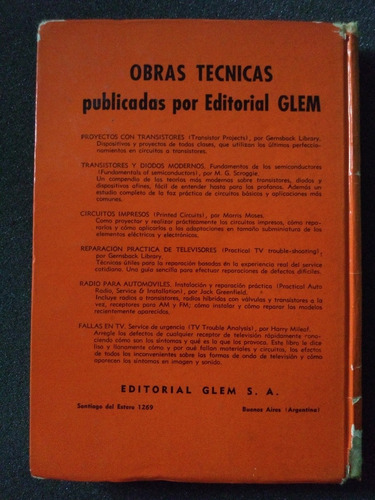 OBRAS TECNICAS
publicadas por Editorial GLEM
PROYECTOS CON TRANSISTORES (Transistor Projects), por Gernsback Library.
Dispositivos y proyectos de todas clases, que utilizan los últimos perfeccio-
namientos en circuitos a transistores.
TRANSISTORES Y DIODOS MODERNOS, Fundamentos de los semiconductores
(Fundamentals of semiconductors), por M. G. Scroggie.
Un compendio de las teorías más modernas sobre transistores, diodos y
dispositivos afines, fácil de entender hasta para los profanos. Además un
estudio completo de la faz práctica de circuitos básicos y aplicaciones más
comunes.
CIRCUITOS IMPRESOS (Printed Circuits), por Morris Moses.
Cómo proyectar y realizar prácticamente los circuitos impresos, cómo repa-
rarlos y cómo aplicarlos a las adaptaciones en tamaño subminiatura de los
elementos eléctricos y electrónicos.
REPARACION PRACTICA DE TELEVISORES (Practical TV trouble-shooting),
por Gernsback Library.
Técnicas útiles para la reparación basadas en la experiencia real del service
cotidiano. Una guía sencilla para efectuar reparaciones de defectos difíciles.
RADIO PARA AUTOMOVILES, Instalación y reparación práctica (Practical Auto
Radio, Service & Installation), por Jack Greenfield.
Incluye radios a transistores, radios híbridas con válvulas y transistores a la
vez, receptores para AM y FM; cómo instalar y cómo reparar los modelos
recientemente aparecidos.
FALLAS EN TV, Service de urgencia (TV Trouble Analysis), por Harry Mileaf.
Arregle los defectos de cualquier receptor de televisión rápidamente cono-
ciendo cómo son los síntomas y qué es lo que los provoca. Este libro le dice
liso y llanamente cómo y por qué fallan materiales y circuitos, los efectos
de todos los inconvenientes sobre las formas de onda de televisión y cómo
aparecen los síntomas en imagen y sonido.
EDITORIAL GLEM S. A.
Santiago del Estero 1269
Buenos Aires (Argentina)